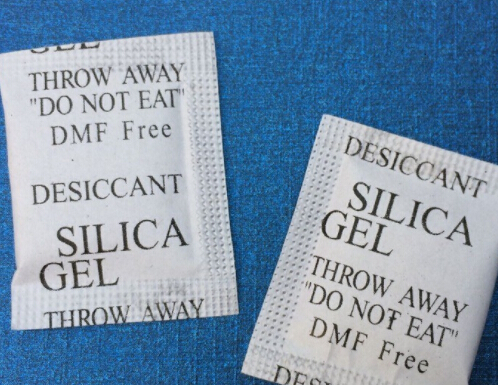 GEL
THROW AWAY
"DO NOT EAT"
DMF Free
DESICCANT
SILICA
GEL
THROW AWAY
DESICCANT
SILICA
GEL
THROW AWAY
"DO NOT EAT"
DMF Free